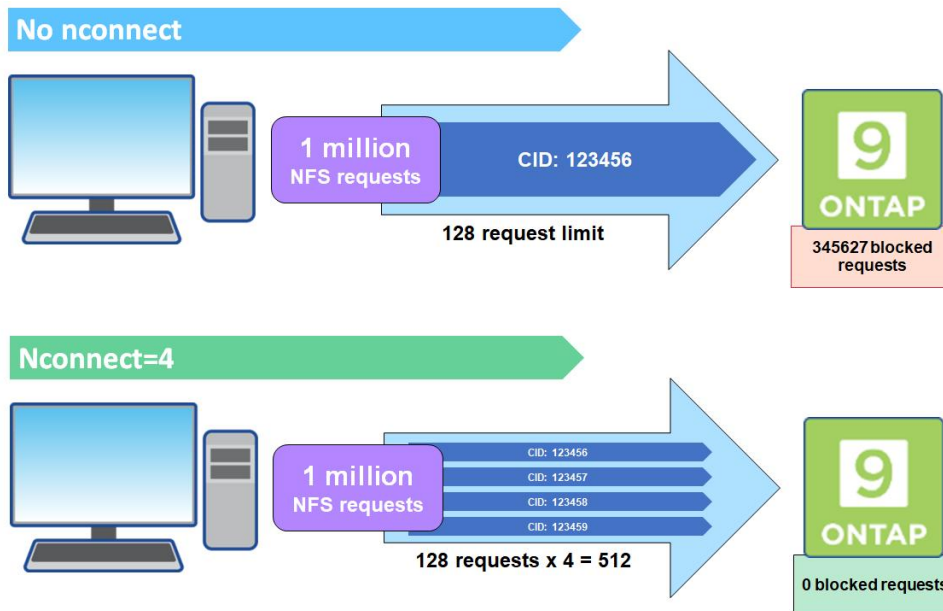 No nconnect
1 million
NFS requests
CID: 123456
128 request limit
9
ONTAP
345627 blocked
requests
Nconnect=4
1 million
NFS requests
CID: 123456
CID: 123457
CID: 123458
CID: 123459
128 requests x 4 = 512
9
ONTAP
0 blocked requests